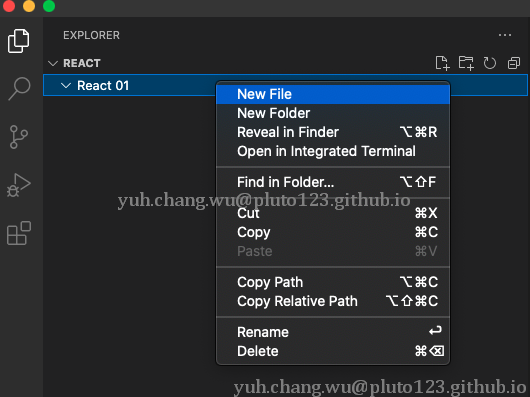 EXPLORER
REACT
React 01
New File
New Folder
Reveal in Finder ⌥⌘R
Open in Integrated Terminal
Find in Folder... ⌥⇧F
yuh.chang.wu@pluto123.github.io
Cut ⌘X
Copy ⌘C
Paste ⌘V
Copy Path ⌥⌘C
Copy Relative Path ⌥⇧⌘C
Rename ↩
Delete ⌘⌫
yuh.chang.wu@pluto123.github.io